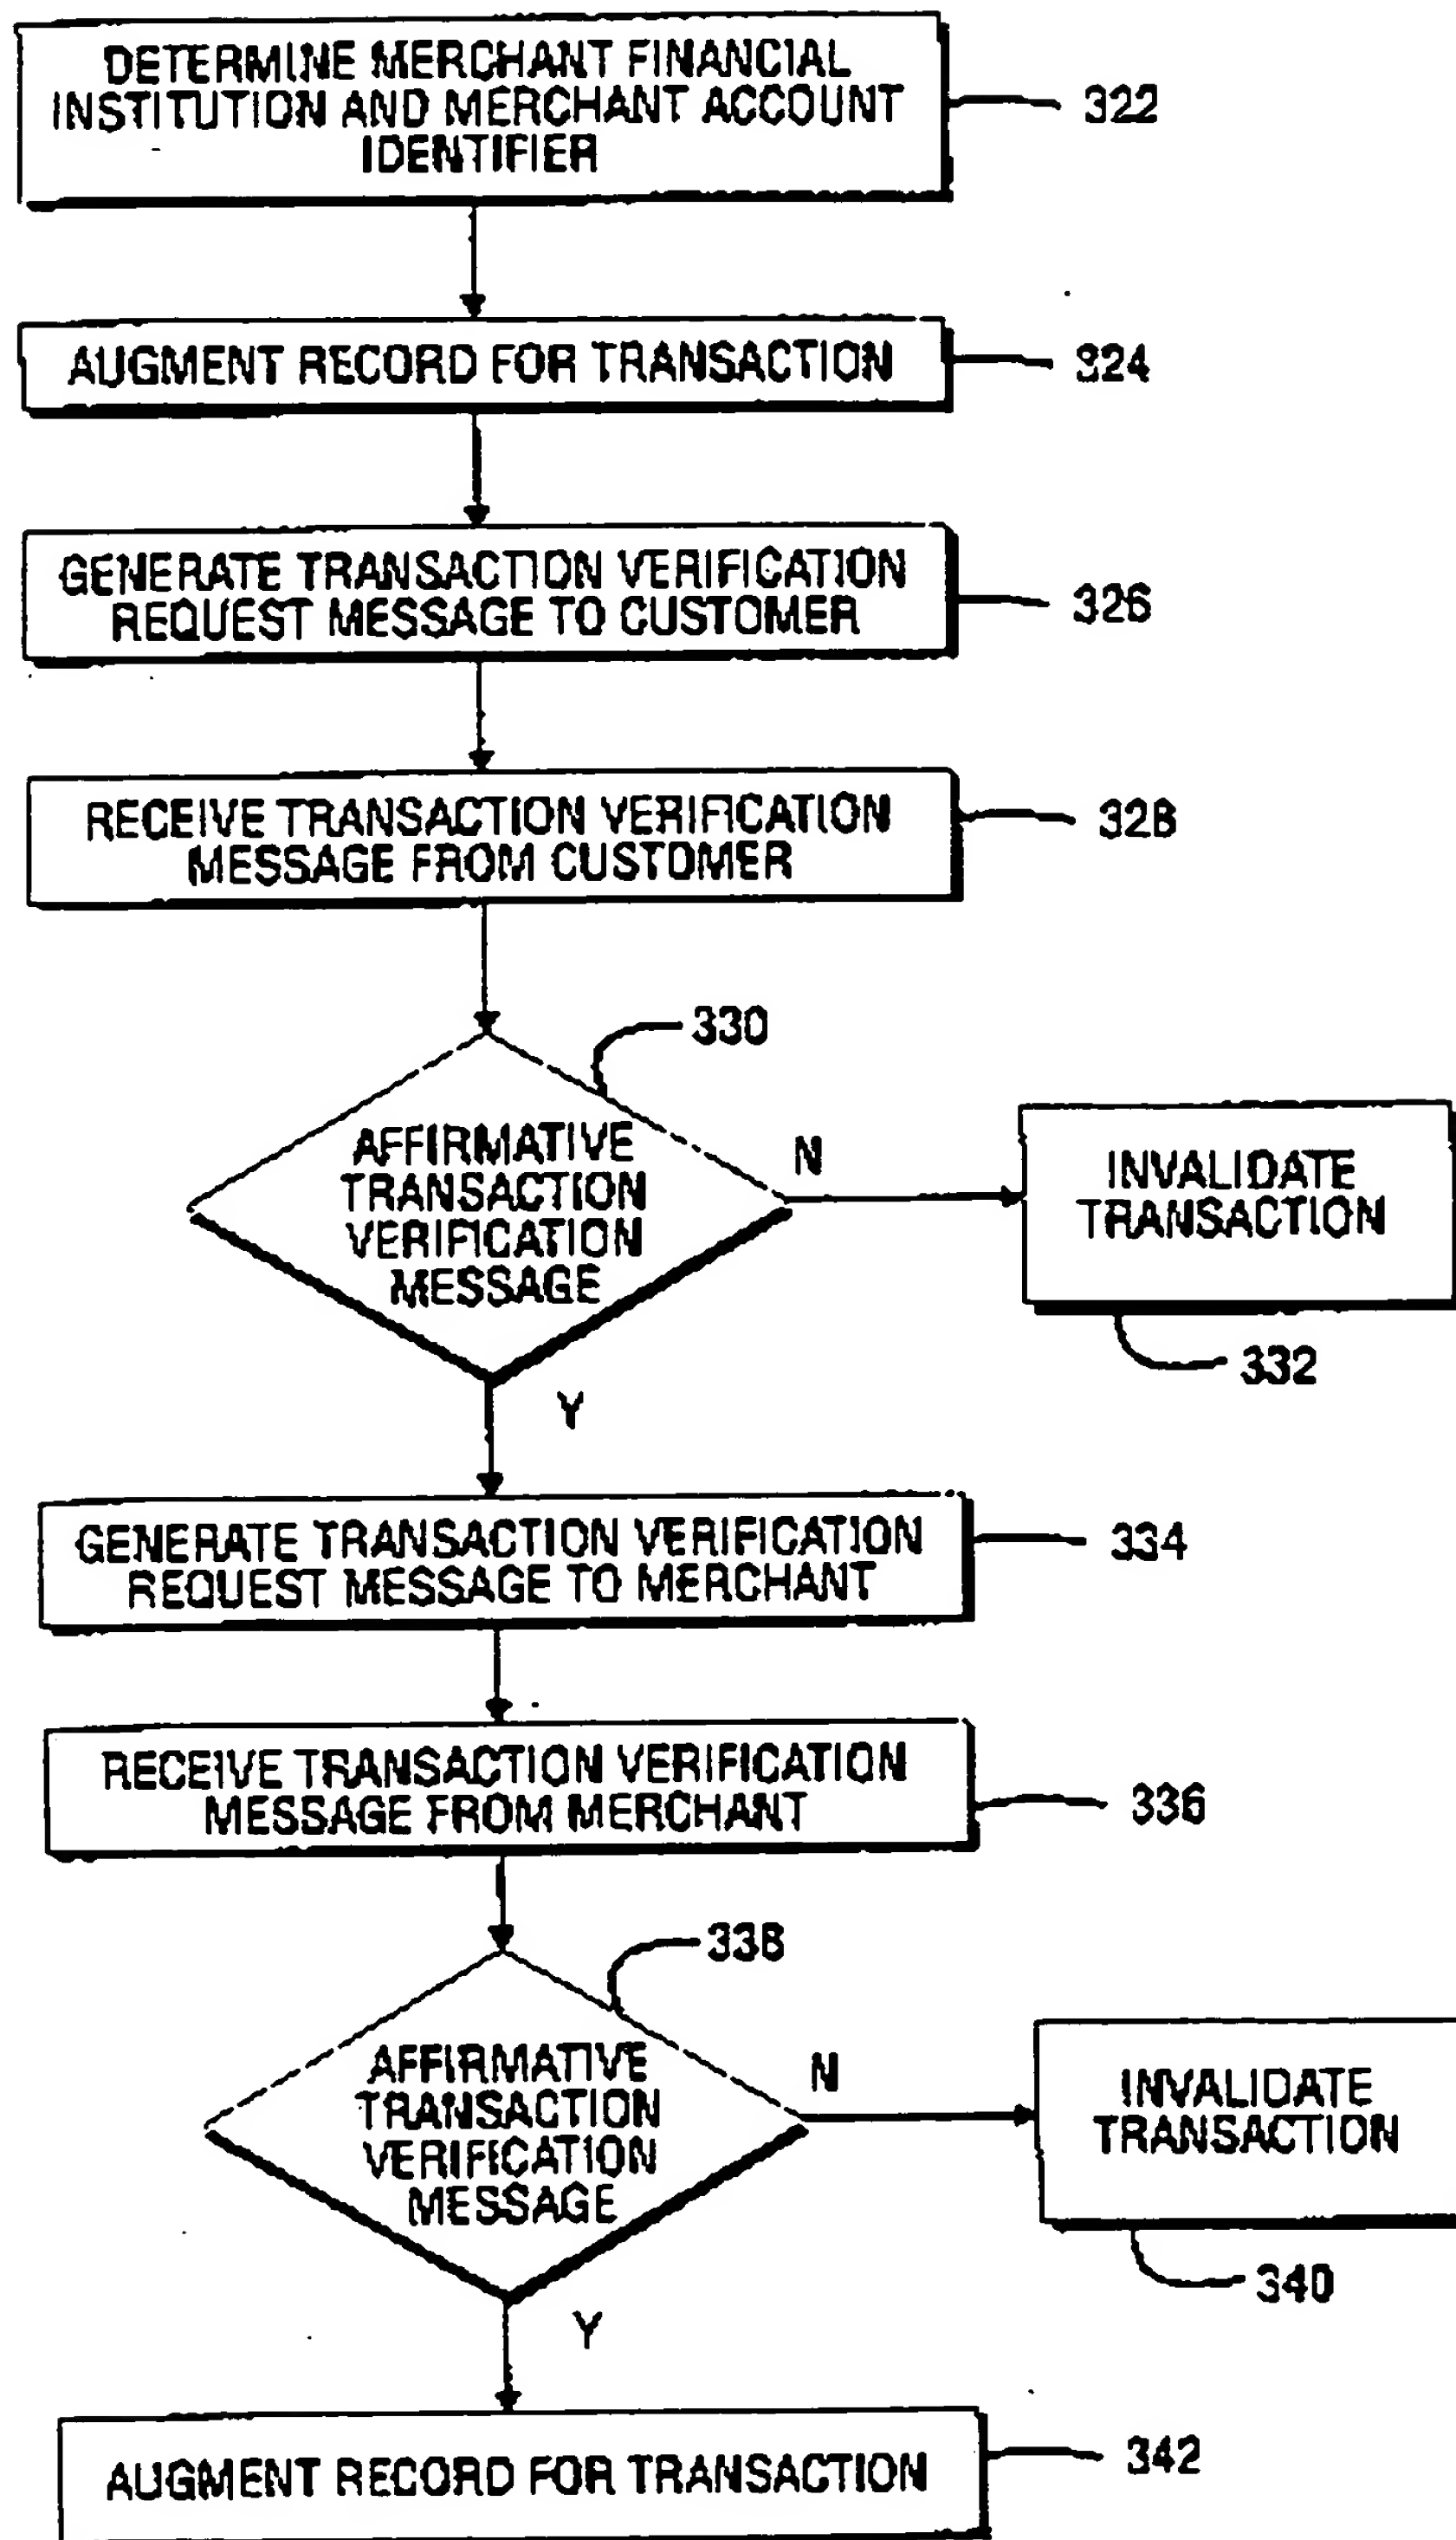 DETERMINE MERCHANT FINANCIAL
INSTITUTION AND MERCHANT ACCOUNT
IDENTIFIER
322
AUGMENT RECORD FOR TRANSACTION
324
GENERATE TRANSACTION VERIFICATION
REQUEST MESSAGE TO CUSTOMER
326
RECEIVE TRANSACTION VERIFICATION
MESSAGE FROM CUSTOMER
328
330
AFFIRMATIVE
TRANSACTION
VERIFICATION
MESSAGE
N
INVALIDATE
TRANSACTION
332
Y
GENERATE TRANSACTION VERIFICATION
REQUEST MESSAGE TO MERCHANT
334
RECEIVE TRANSACTION VERIFICATION
MESSAGE FROM MERCHANT
336
338
AFFIRMATIVE
TRANSACTION
VERIFICATION
MESSAGE
N
INVALIDATE
TRANSACTION
340
Y
AUGMENT RECORD FOR TRANSACTION
342